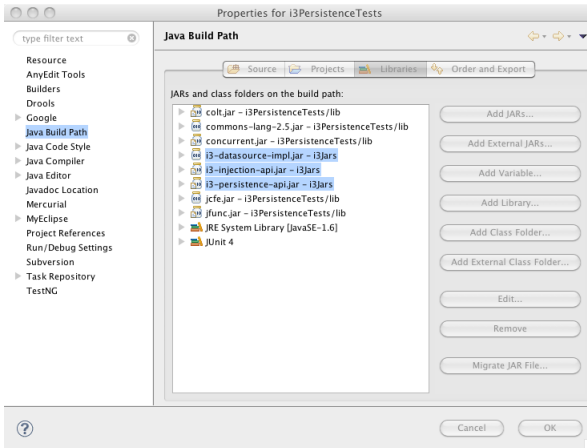 Properties for i3PersistenceTests
type filter text
Java Build Path
Resource
AnyEdit Tools
Builders
Drools
Google
Java Build Path
Java Code Style
Java Compiler
Java Editor
Javadoc Location
Mercurial
MyEclipse
Project References
Run/Debug Settings
Subversion
Task Repository
TestNG
Source
Projects
Libraries
Order and Export
JARs and class folders on the build path:
colt.jar – i3PersistenceTests/lib
commons-lang-2.5.jar – i3PersistenceTests/lib
concurrent.jar – i3PersistenceTests/lib
i3-datasource-impl.jar – i3Jars
i3-injection-api.jar – i3Jars
i3-persistence-api.jar – i3Jars
jcfe.jar – i3PersistenceTests/lib
jfunc.jar – i3PersistenceTests/lib
JRE System Library [JavaSE-1.6]
JUnit 4
Add JARs...
Add External JARs...
Add Variable...
Add Library...
Add Class Folder...
Add External Class Folder...
Edit...
Remove
Migrate JAR File...
?
Cancel
OK